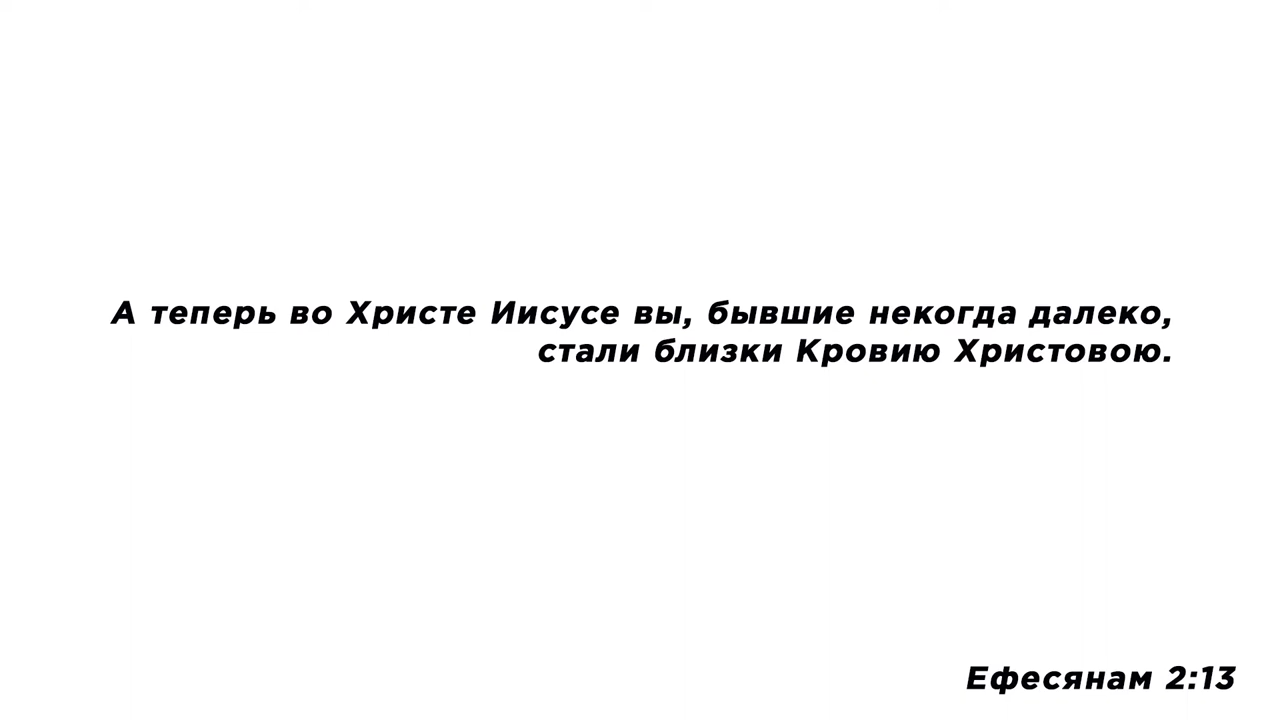 А теперь во Христе Иисусе вы, бывшие некогда далеко,
стали близки Кровию Христовою.
Ефесянам 2:13